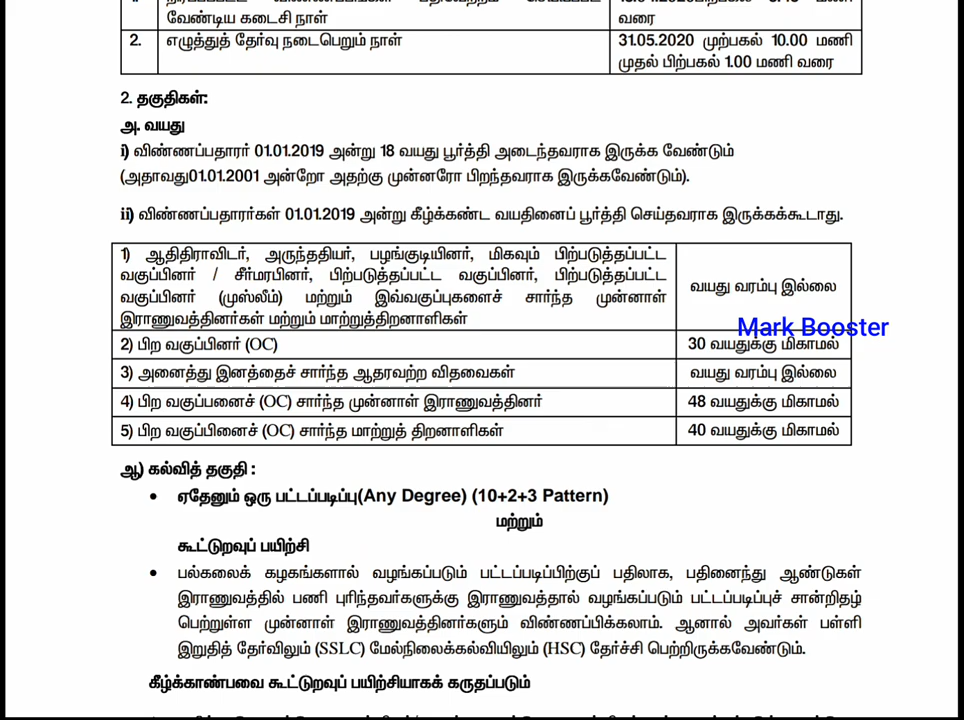 வேண்டிய கடைசி நாள்
வரை
2. எழுத்துத் தேர்வு நடைபெறும் நாள்
31.05.2020 முற்பகல் 10.00 மணி
முதல் பிற்பகல் 1.00 மணி வரை
2. தகுதிகள்:
அ. வயது
i) விண்ணப்பதாரர் 01.01.2019 அன்று 18 வயது பூர்த்தி அடைந்தவராக இருக்க வேண்டும்
(அதாவது01.01.2001 அன்றோ அதற்கு முன்னரோ பிறந்தவராக இருக்கவேண்டும்).
ii) விண்ணப்பதாரர்கள் 01.01.2019 அன்று கீழ்க்கண்ட வயதினைப் பூர்த்தி செய்தவராக இருக்கக்கூடாது.
1) ஆதிதிராவிடர், அருந்ததியர், பழங்குடியினர், மிகவும் பிற்படுத்தப்பட்ட
வகுப்பினர் / சீர்மரபினர், பிற்படுத்தப்பட்ட வகுப்பினர், பிற்படுத்தப்பட்ட
வகுப்பினர் (முஸ்லீம்) மற்றும் இவ்வகுப்புகளைச் சார்ந்த முன்னாள்
இராணுவத்தினர்கள் மற்றும் மாற்றுத்திறனாளிகள்
வயது வரம்பு இல்லை
Mark Booster
2) பிற வகுப்பினர் (OC)
30 வயதுக்கு மிகாமல்
3) அனைத்து இனத்தைச் சார்ந்த ஆதரவற்ற விதவைகள்
வயது வரம்பு இல்லை
4) பிற வகுப்பனைச் (OC) சார்ந்த முன்னாள் இராணுவத்தினர்
48 வயதுக்கு மிகாமல்
5) பிற வகுப்பினைச் (OC) சார்ந்த மாற்றுத் திறனாளிகள்
40 வயதுக்கு மிகாமல்
ஆ) கல்வித் தகுதி :
• ஏதேனும் ஒரு பட்டப்படிப்பு(Any Degree) (10+2+3 Pattern)
மற்றும்
கூட்டுறவுப் பயிற்சி
• பல்கலைக் கழகங்களால் வழங்கப்படும் பட்டப்படிப்பிற்குப் பதிலாக, பதினைந்து ஆண்டுகள்
இராணுவத்தில் பணி புரிந்தவர்களுக்கு இராணுவத்தால் வழங்கப்படும் பட்டப்படிப்புச் சான்றிதழ்
பெற்றுள்ள முன்னாள் இராணுவத்தினர்களும் விண்ணப்பிக்கலாம். ஆனால் அவர்கள் பள்ளி
இறுதித் தேர்விலும் (SSLC) மேல்நிலைக்கல்வியிலும் (HSC) தேர்ச்சி பெற்றிருக்கவேண்டும்.
கீழ்க்காண்பவை கூட்டுறவுப் பயிற்சியாகக் கருதப்படும்